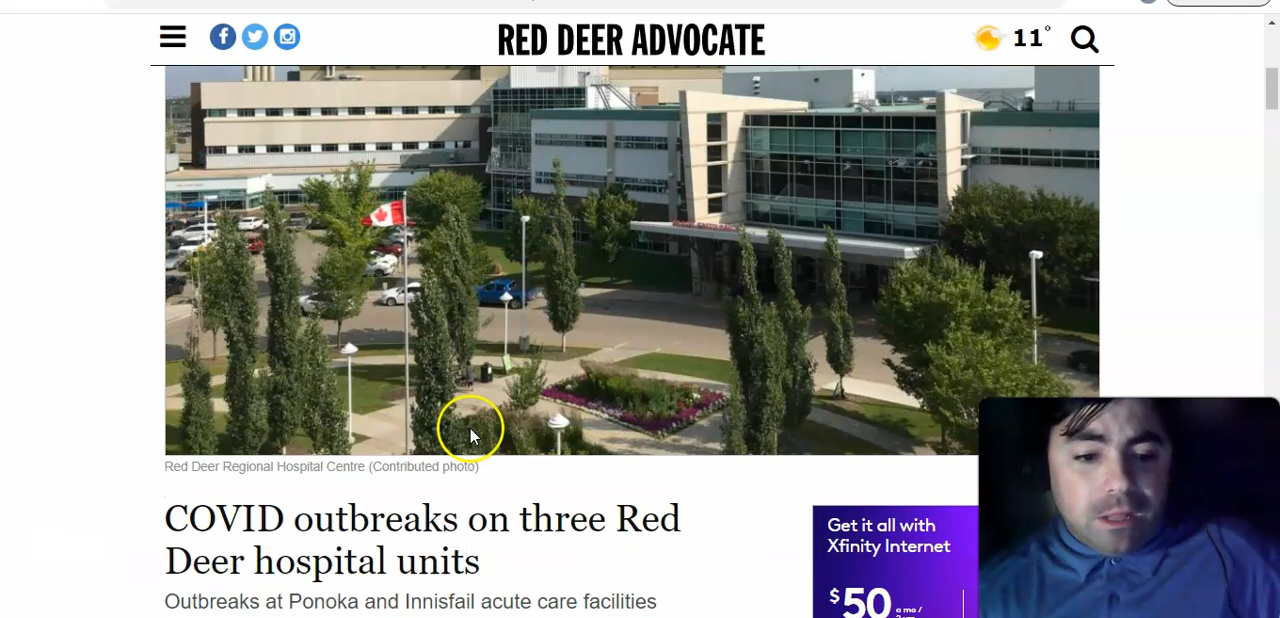 RED DEER ADVOCATE
11°
Red Deer Regional Hospital Centre (Contributed photo)
COVID outbreaks on three Red
Deer hospital units
Outbreaks at Ponoka and Innisfail acute care facilities
Get it all with
Xfinity Internet
$50
a mo /